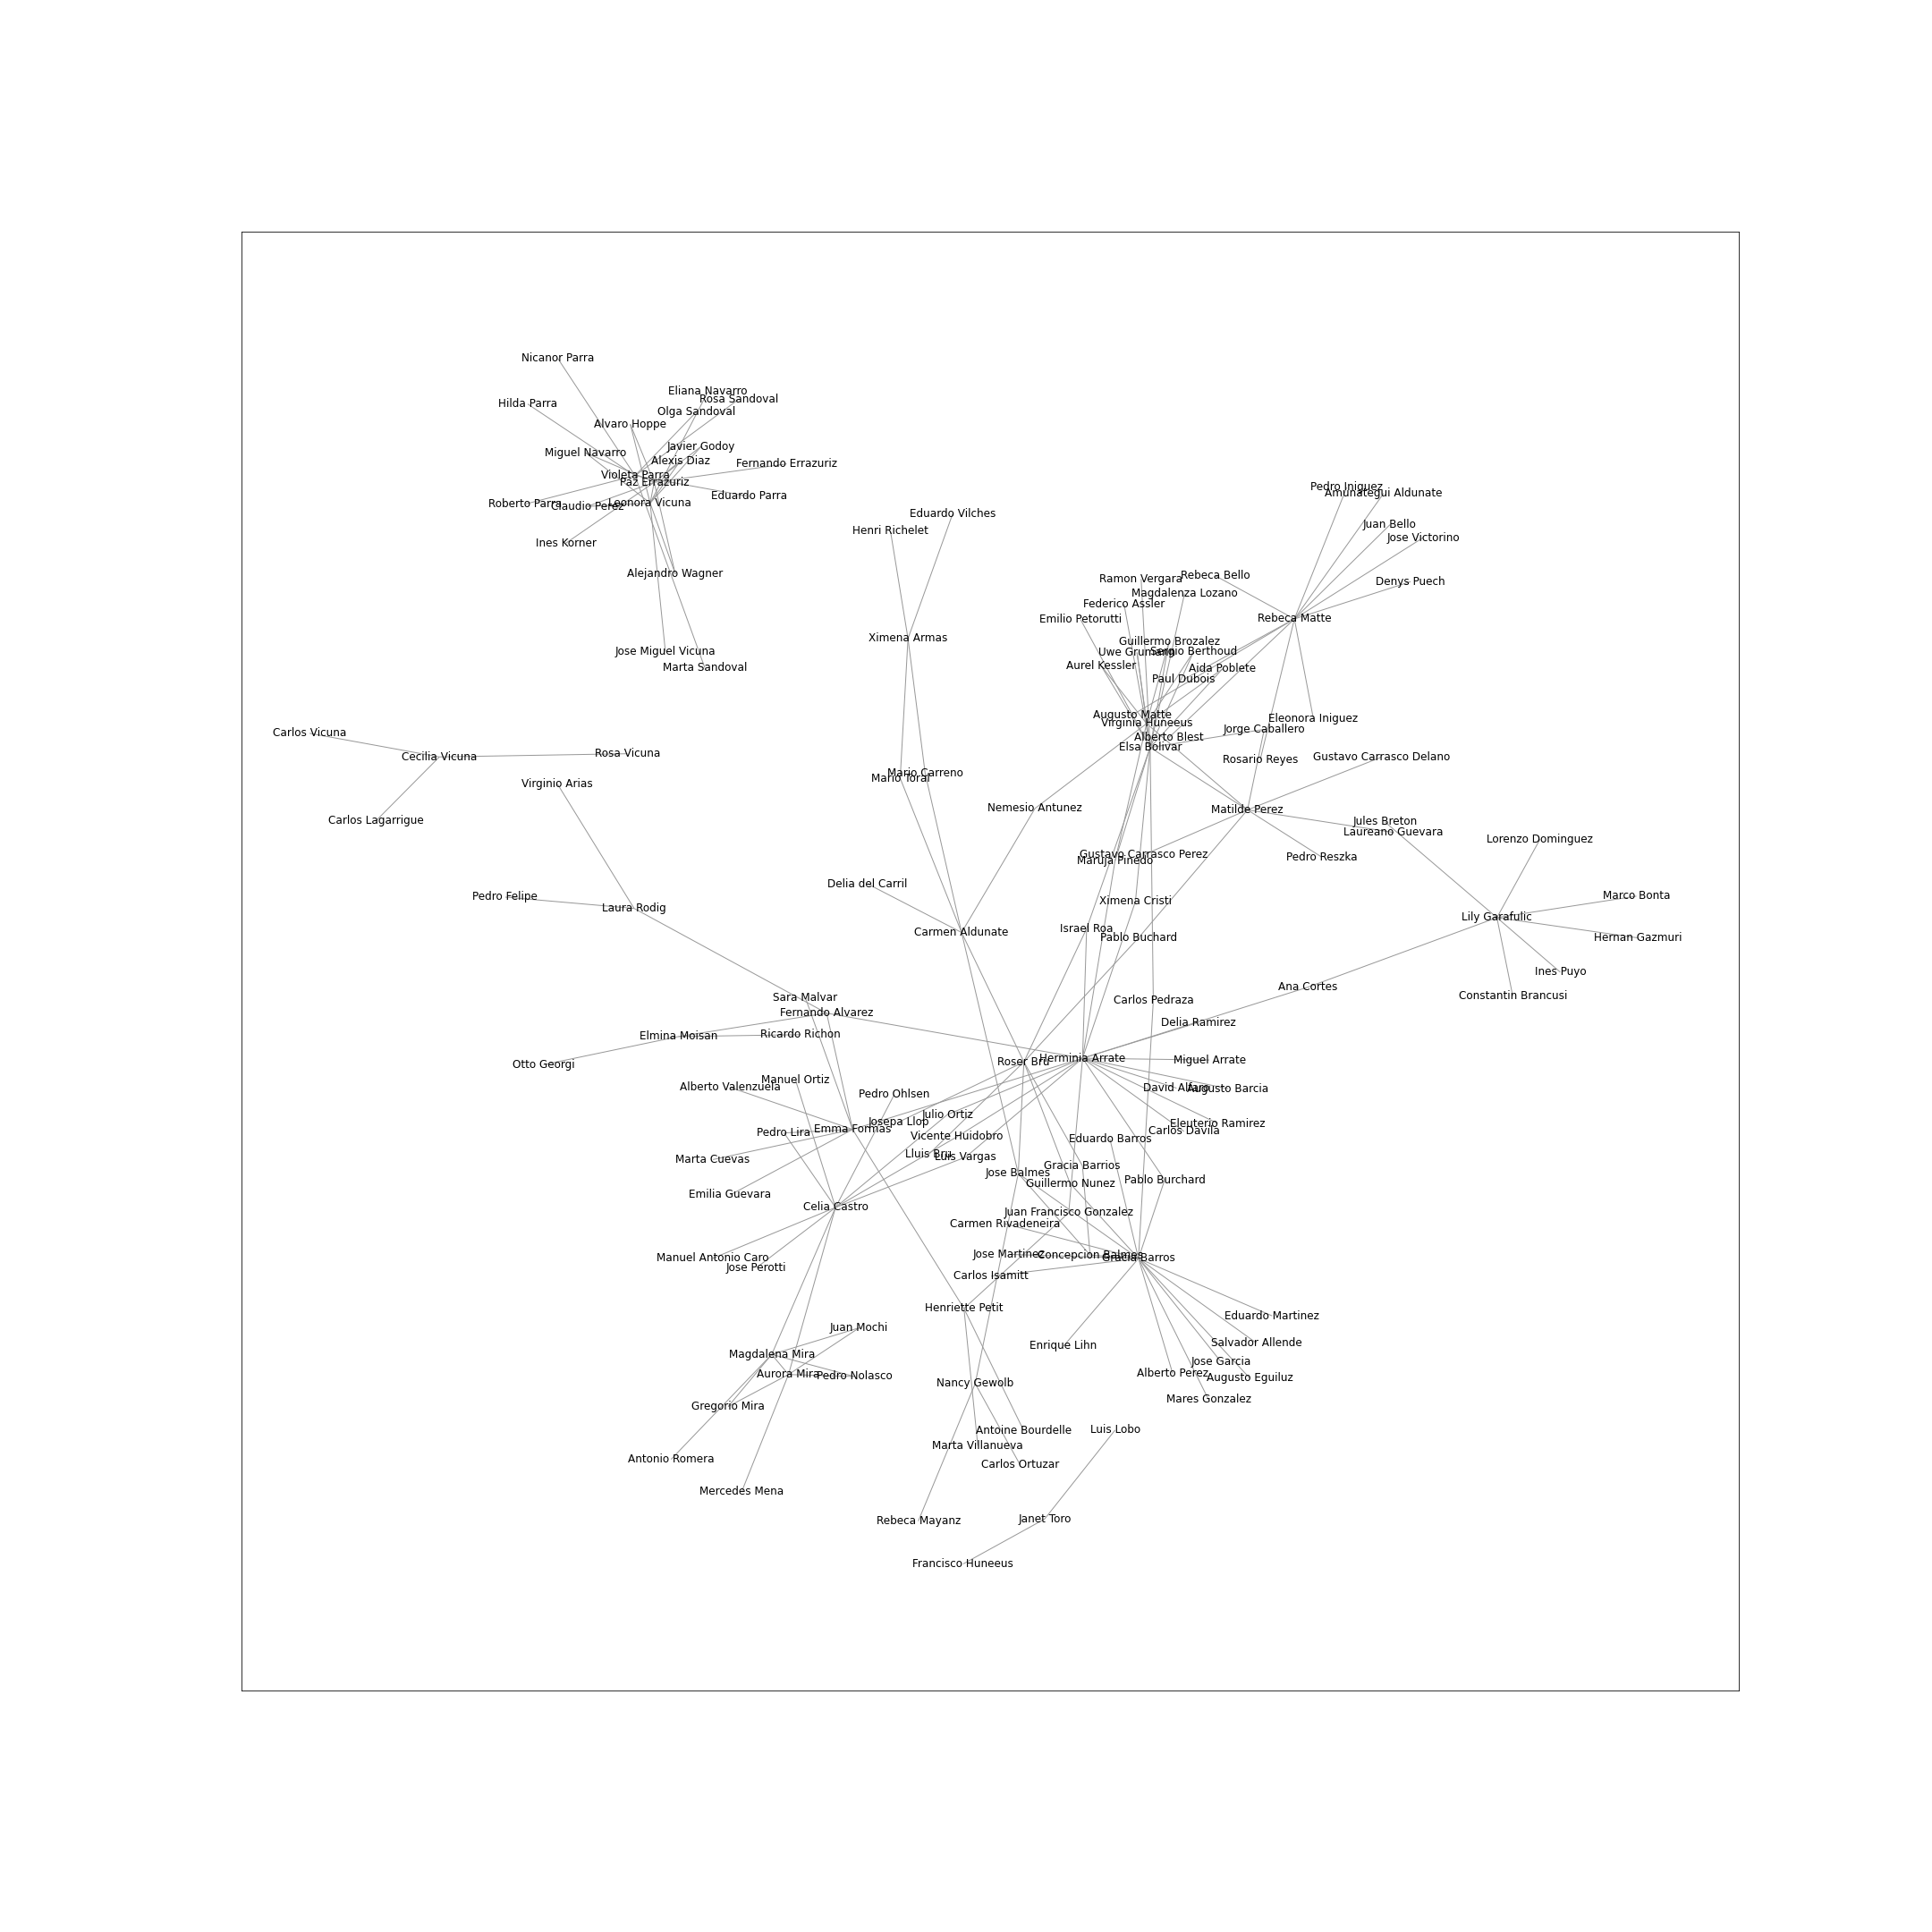 Nicanor Parra
Eliana Navarro
Rosa Sandoval
Hilda Parra
Olga Sandoval
Alvaro Hoppe
Javier Godoy
Miguel Navarro
Alexis Diaz
Fernando Errazuriz
Violeta Parra
Paz Errazuriz
Eduardo Parra
Roberto Parra
Claudio Perez
Leonora Vicuna
Ines Korner
Alejandro Wagner
Jose Miguel Vicuna
Marta Sandoval
Pedro Iniguez
Amunategui Aldunate
Eduardo Vilches
Henri Richelet
Juan Bello
Jose Victorino
Ramon Vergara
Rebeca Bello
Denys Puech
Magdalenza Lozano
Federico Assler
Emilio Petorutti
Rebeca Matte
Ximena Armas
Guillermo Brozalez
Uwe Grumann
Sergio Berthoud
Aurel Kessler
Aida Poblete
Paul Dubois
Augusto Matte
Virginia Huneeus
Eleonora Iniguez
Jorge Caballero
Alberto Blest
Elsa Bolivar
Carlos Vicuna
Cecilia Vicuna
Rosa Vicuna
Rosario Reyes
Gustavo Carrasco Delano
Virginio Arias
Mario Carreno
Mario Toral
Carlos Lagarrigue
Nemesio Antunez
Matilde Perez
Jules Breton
Laureano Guevara
Lorenzo Dominguez
Gustavo Carrasco Perez
Maruja Pinedo
Pedro Reszka
Delia del Carril
Pedro Felipe
Laura Rodig
Ximena Cristi
Marco Bonta
Lily Garafulic
Carmen Aldunate
Israel Roa
Pablo Buchard
Hernan Gazmuri
Ines Puyo
Ana Cortes
Constantin Brancusi
Sara Malvar
Carlos Pedraza
Fernando Alvarez
Delia Ramirez
Elmina Moisan
Ricardo Richon
Otto Georgi
Roser Bru
Herminia Arrate
Miguel Arrate
Manuel Ortiz
Alberto Valenzuela
David Alfaro
Augusto Barcia
Pedro Ohlsen
Julio Ortiz
Josepa Llop
Eleuterio Ramirez
Pedro Lira
Emma Formas
Carlos Davila
Vicente Huidobro
Eduardo Barros
Lluis Bru
Luis Vargas
Marta Cuevas
Gracia Barrios
Jose Balmes
Guillermo Nunez
Pablo Burchard
Emilia Guevara
Celia Castro
Juan Francisco Gonzalez
Carmen Rivadeneira
Manuel Antonio Caro
Jose Perotti
Jose Martinez
Concepcion Balmes
Gracia Barros
Carlos Isamitt
Henriette Petit
Eduardo Martinez
Juan Mochi
Enrique Lihn
Salvador Allende
Magdalena Mira
Jose Garcia
Aurora Mira
Pedro Nolasco
Alberto Perez
Augusto Eguiluz
Nancy Gewolb
Mares Gonzalez
Gregorio Mira
Antoine Bourdelle
Luis Lobo
Marta Villanueva
Antonio Romera
Carlos Ortuzar
Mercedes Mena
Rebeca Mayanz
Janet Toro
Francisco Huneeus